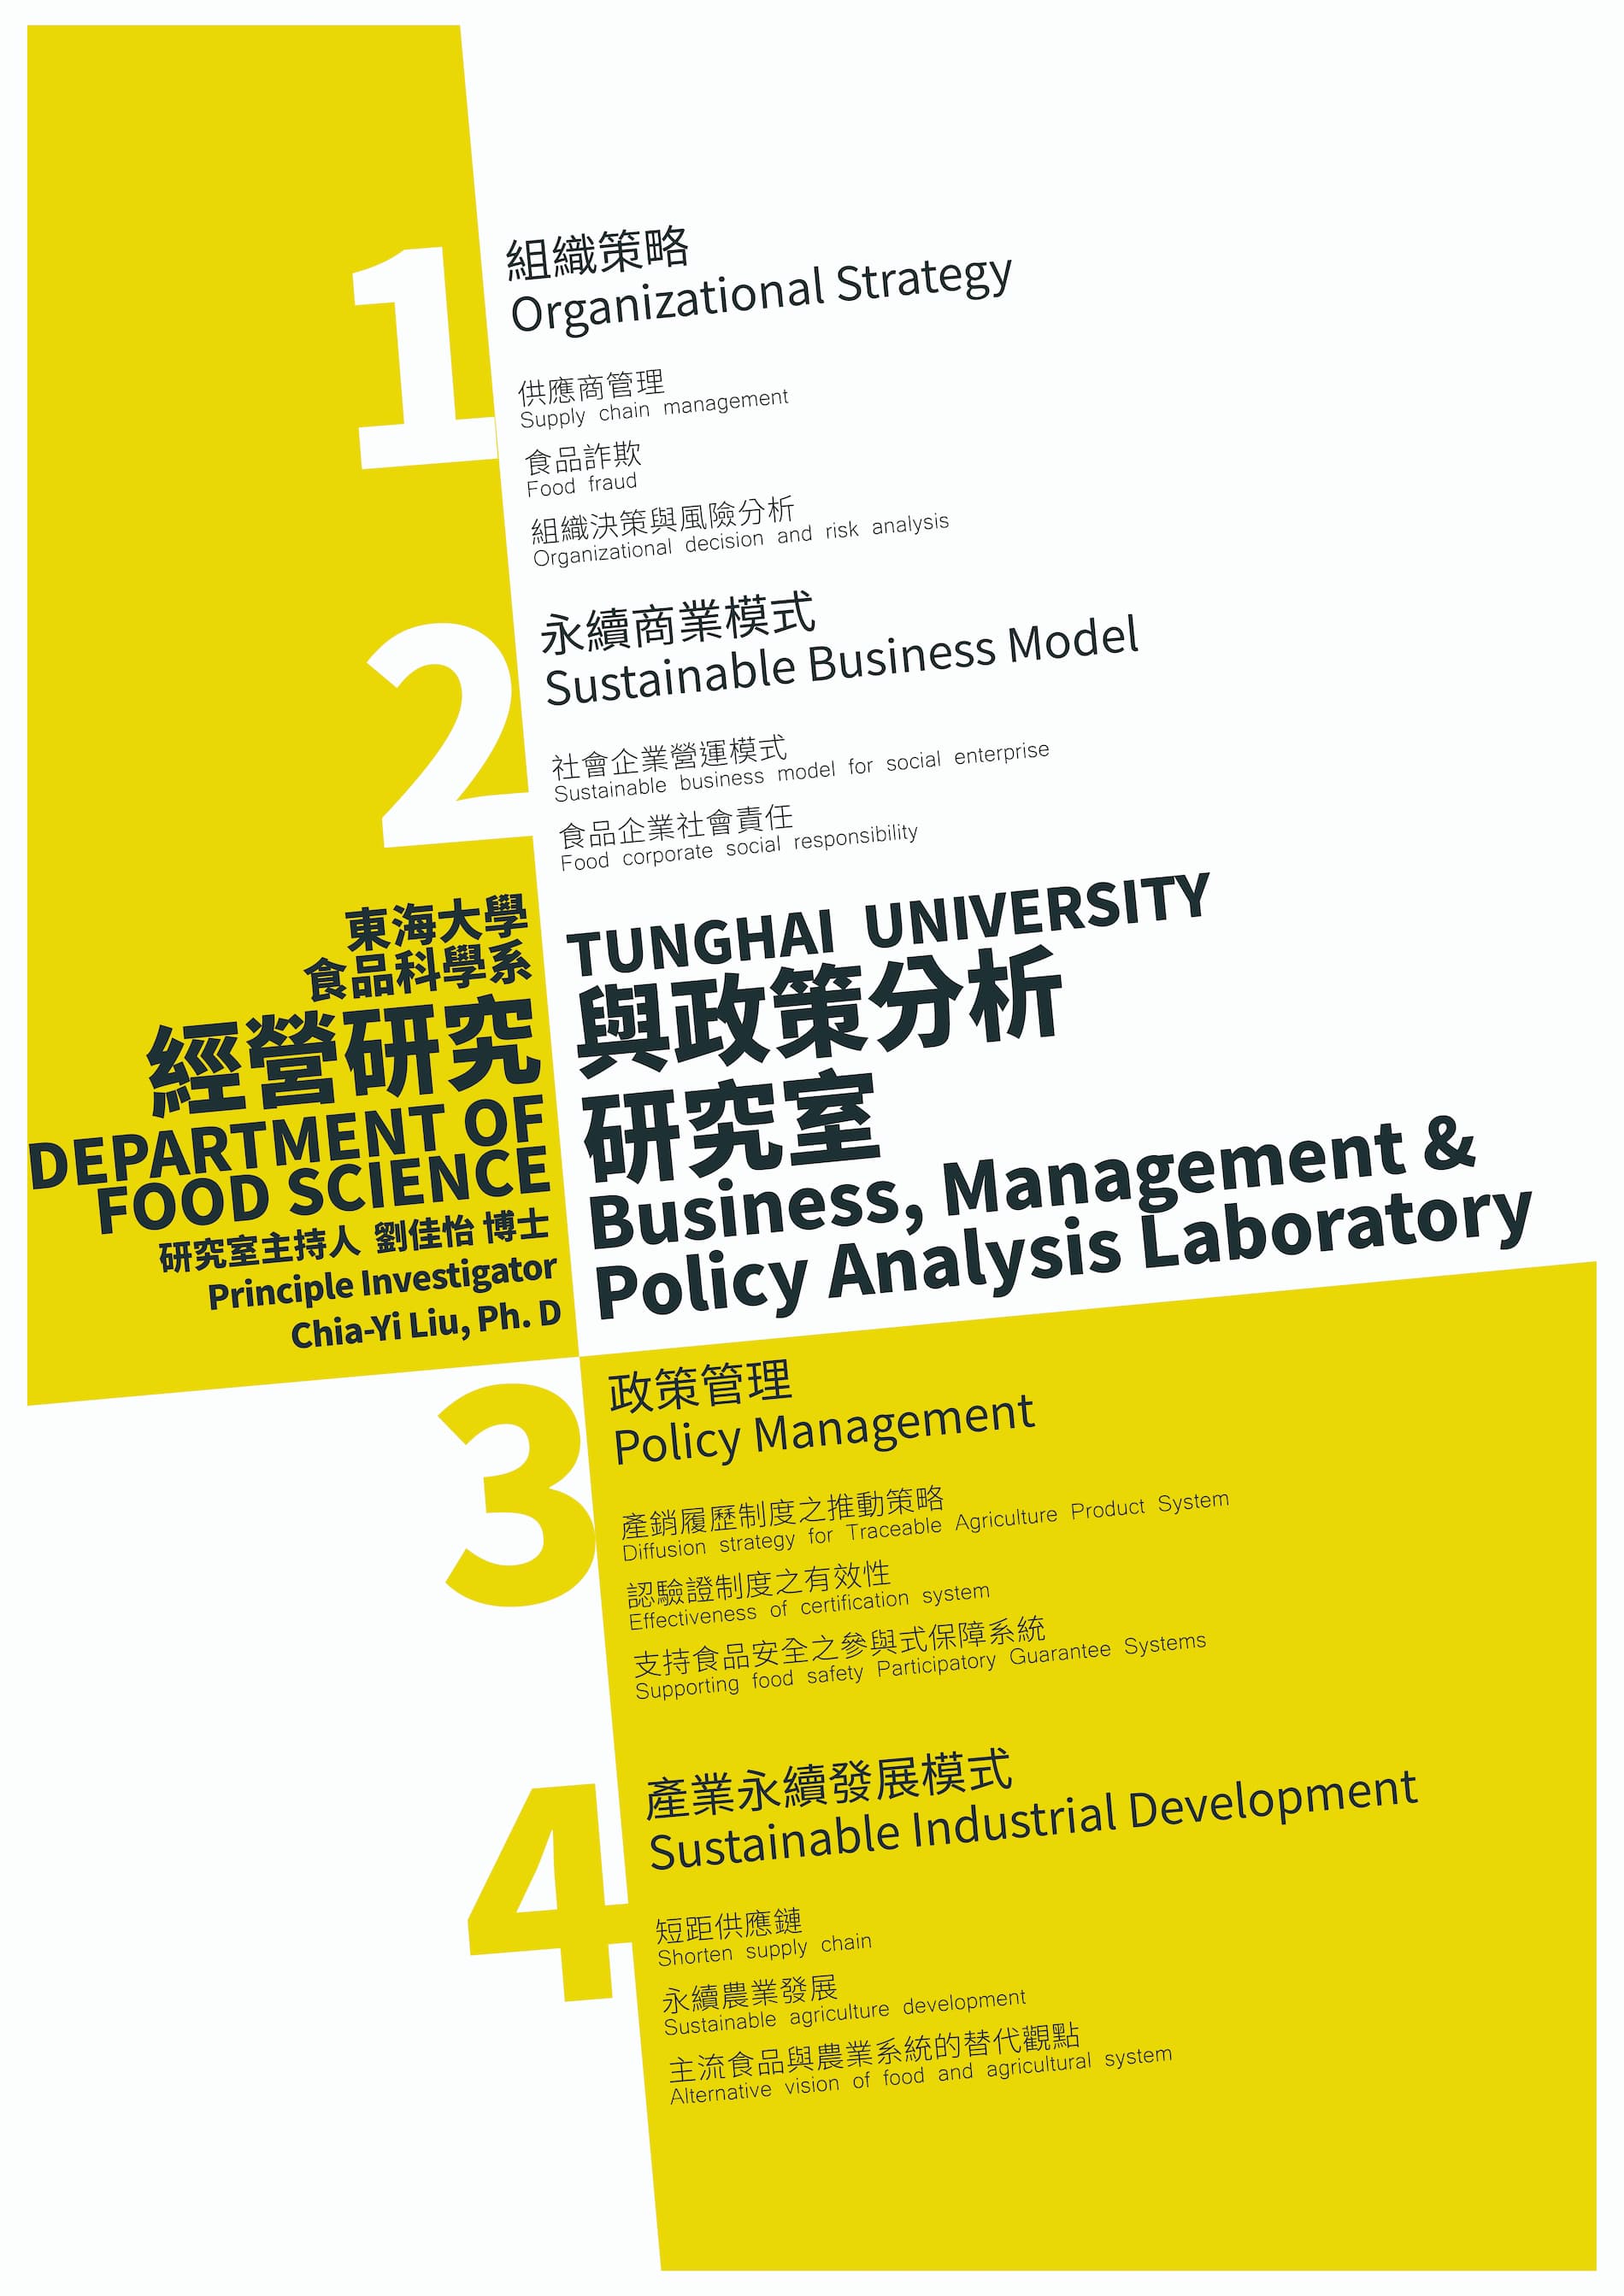 1
組織策略
Organizational Strategy
供應商管理
Supply chain management
食品詐欺
Food fraud
組織決策與風險分析
Organizational decision and risk analysis
2
永續商業模式
Sustainable Business Model
社會企業營運模式
Sustainable business model for social enterprise
食品企業社會責任
Food corporate social responsibility
東海大學
食品科學系
經營研究
DEPARTMENT OF
FOOD SCIENCE
研究室主持人 劉佳怡 博士
Principle Investigator
Chia-Yi Liu, Ph. D
TUNGHAI UNIVERSITY
與政策分析
研究室
Business, Management &
Policy Analysis Laboratory
3
政策管理
Policy Management
產銷履歷制度之推動策略
Diffusion strategy for Traceable Agriculture Product System
認驗證制度之有效性
Effectiveness of certification system
支持食品安全之參與式保障系統
Supporting food safety Participatory Guarantee Systems
4
產業永續發展模式
Sustainable Industrial Development
短距供應鏈
Shorten supply chain
永續農業發展
Sustainable agriculture development
主流食品與農業系統的替代觀點
Alternative vision of food and agricultural system